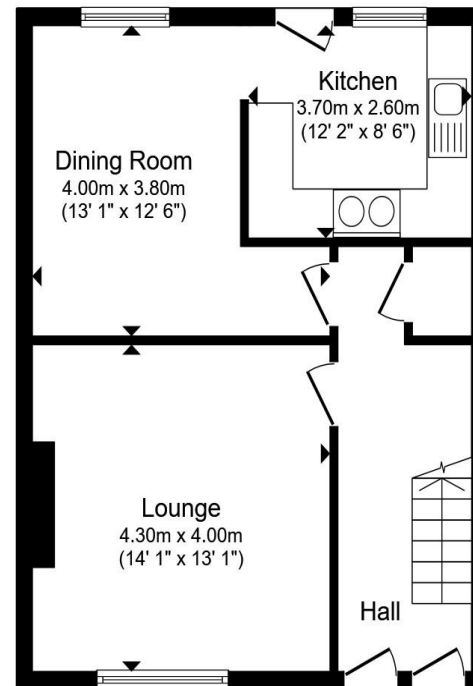 Kitchen
3.70m x 2.60m
(12' 2" x 8' 6")
Dining Room
4.00m x 3.80m
(13' 1" x 12' 6")
Lounge
4.30m x 4.00m
(14' 1" x 13' 1")
Hall